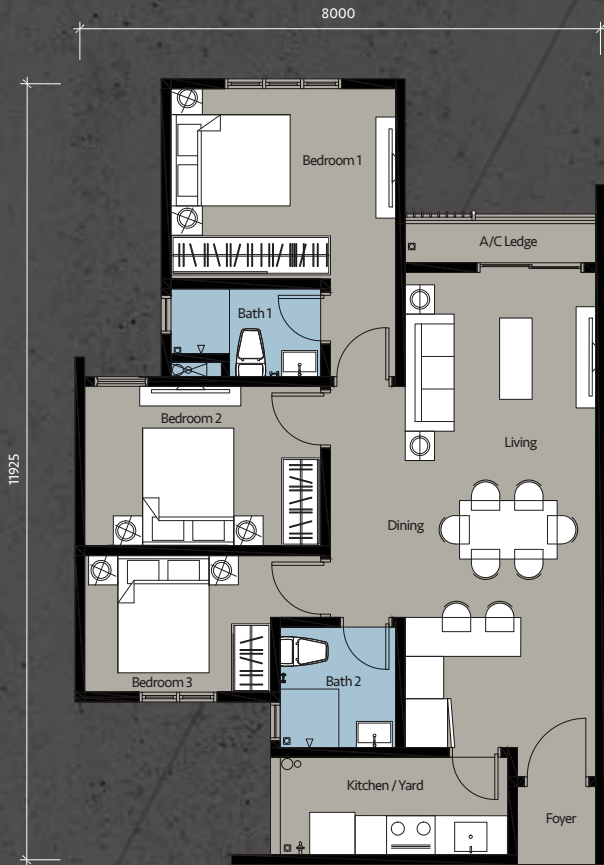 8000
Bedroom 1
A/C Ledge
Bath 1
Bedroom 2
Living
11925
Dining
Bedroom 3
Bath 2
Kitchen / Yard
Foyer